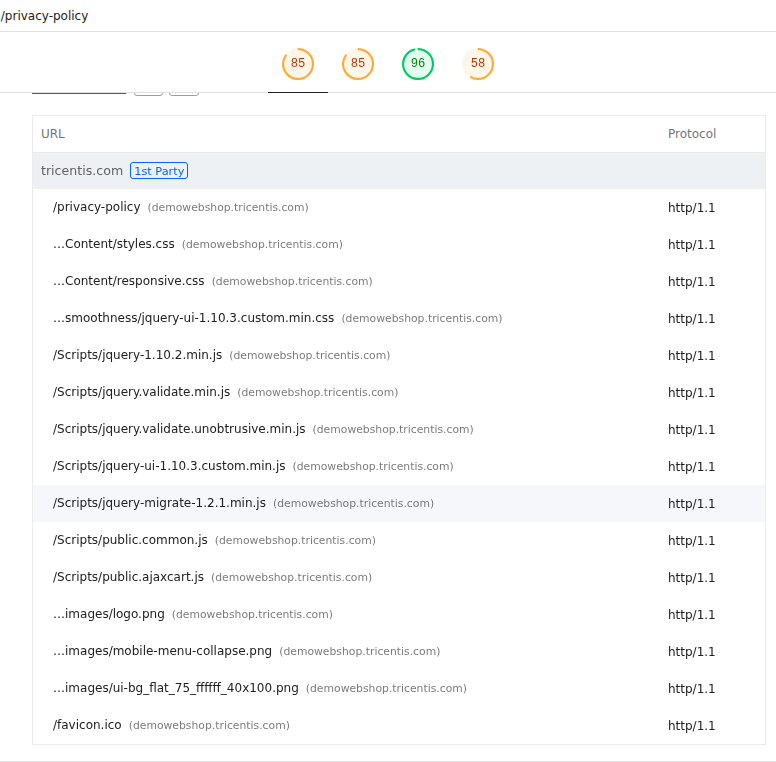 /privacy-policy
85 85 96 58
URL Protocol
tricentis.com 1st Party
/privacy-policy (demowebshop.tricentis.com) http/1.1
…Content/styles.css (demowebshop.tricentis.com) http/1.1
…Content/responsive.css (demowebshop.tricentis.com) http/1.1
…smoothness/jquery-ui-1.10.3.custom.min.css (demowebshop.tricentis.com) http/1.1
/Scripts/jquery-1.10.2.min.js (demowebshop.tricentis.com) http/1.1
/Scripts/jquery.validate.min.js (demowebshop.tricentis.com) http/1.1
/Scripts/jquery.validate.unobtrusive.min.js (demowebshop.tricentis.com) http/1.1
/Scripts/jquery-ui-1.10.3.custom.min.js (demowebshop.tricentis.com) http/1.1
/Scripts/jquery-migrate-1.2.1.min.js (demowebshop.tricentis.com) http/1.1
/Scripts/public.common.js (demowebshop.tricentis.com) http/1.1
/Scripts/public.ajaxcart.js (demowebshop.tricentis.com) http/1.1
…images/logo.png (demowebshop.tricentis.com) http/1.1
…images/mobile-menu-collapse.png (demowebshop.tricentis.com) http/1.1
…images/ui-bg_flat_75_ffffff_40x100.png (demowebshop.tricentis.com) http/1.1
/favicon.ico (demowebshop.tricentis.com) http/1.1